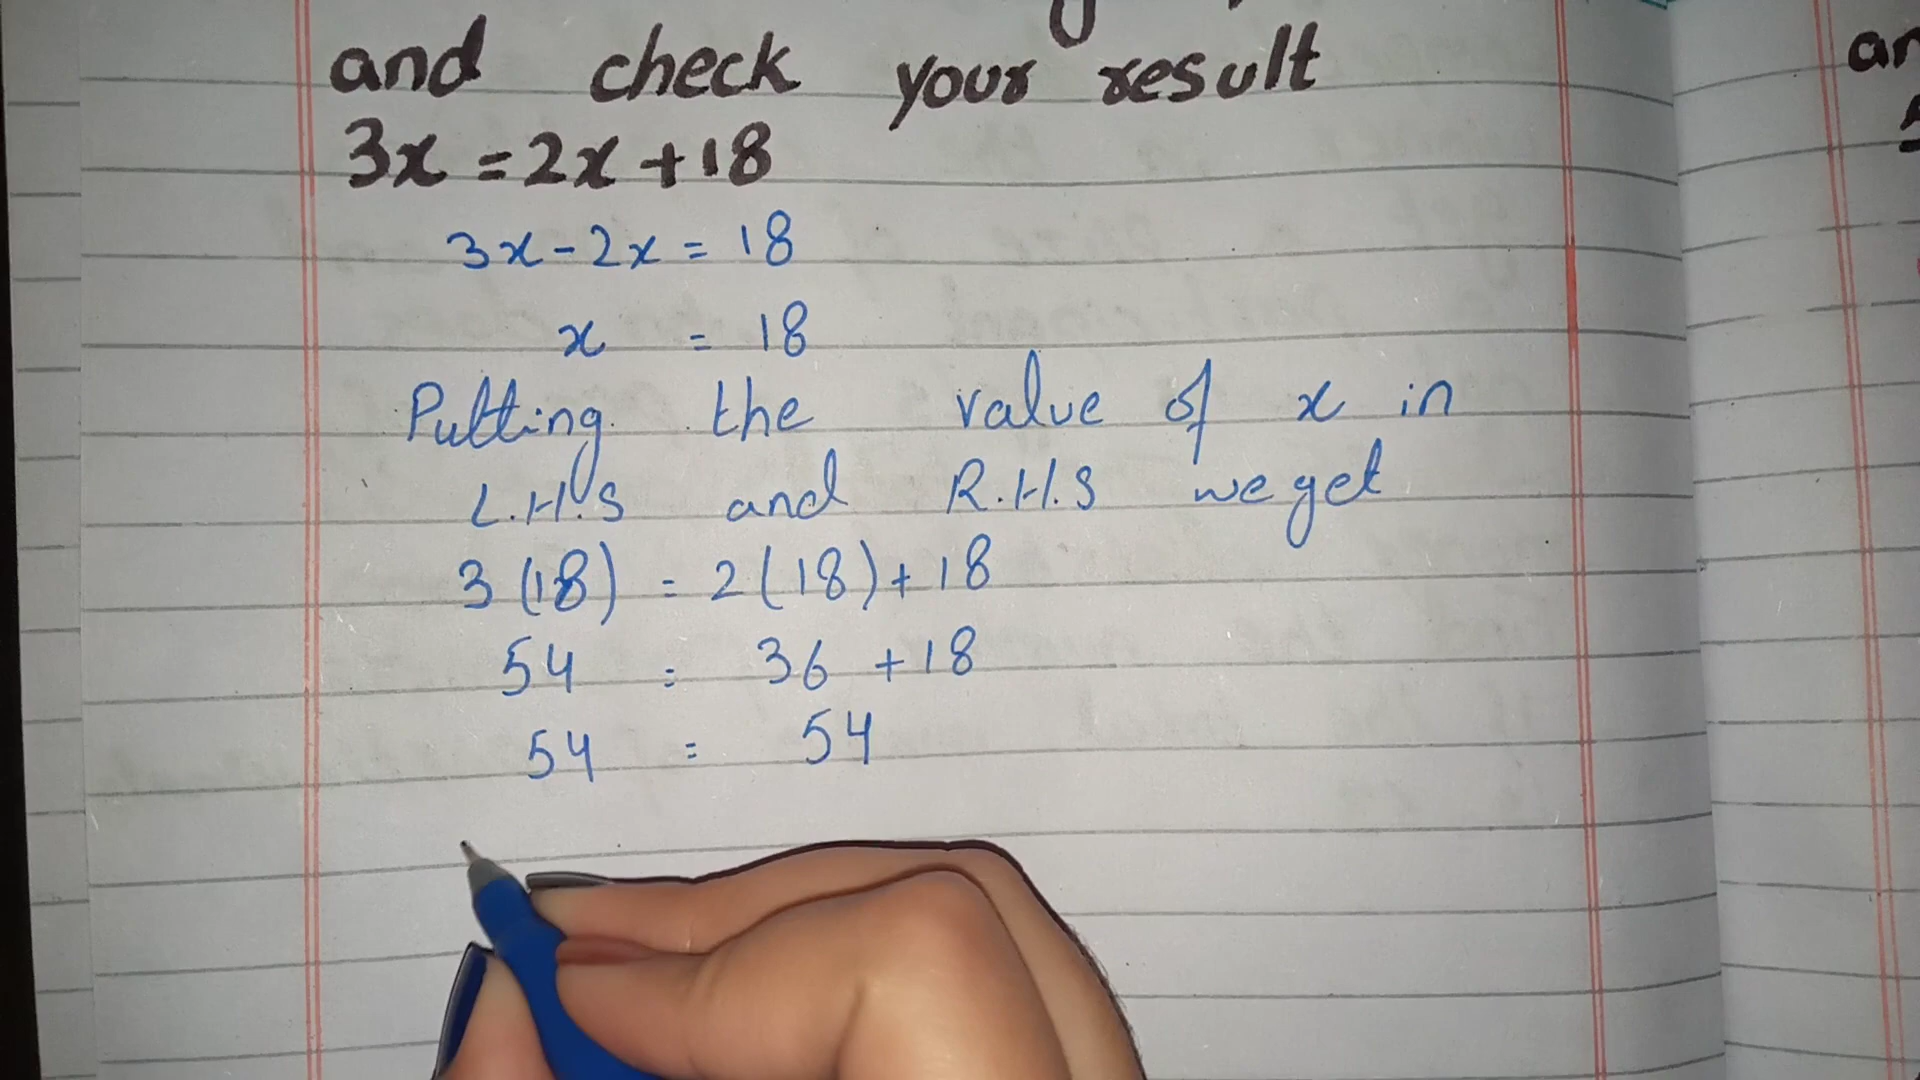 and check your result
3x = 2x + 18
3x - 2x = 18
x = 18
Putting the value of x in
L.H.S and R.H.S we get
3 (18) = 2 (18) + 18
54 = 36 + 18
54 = 54